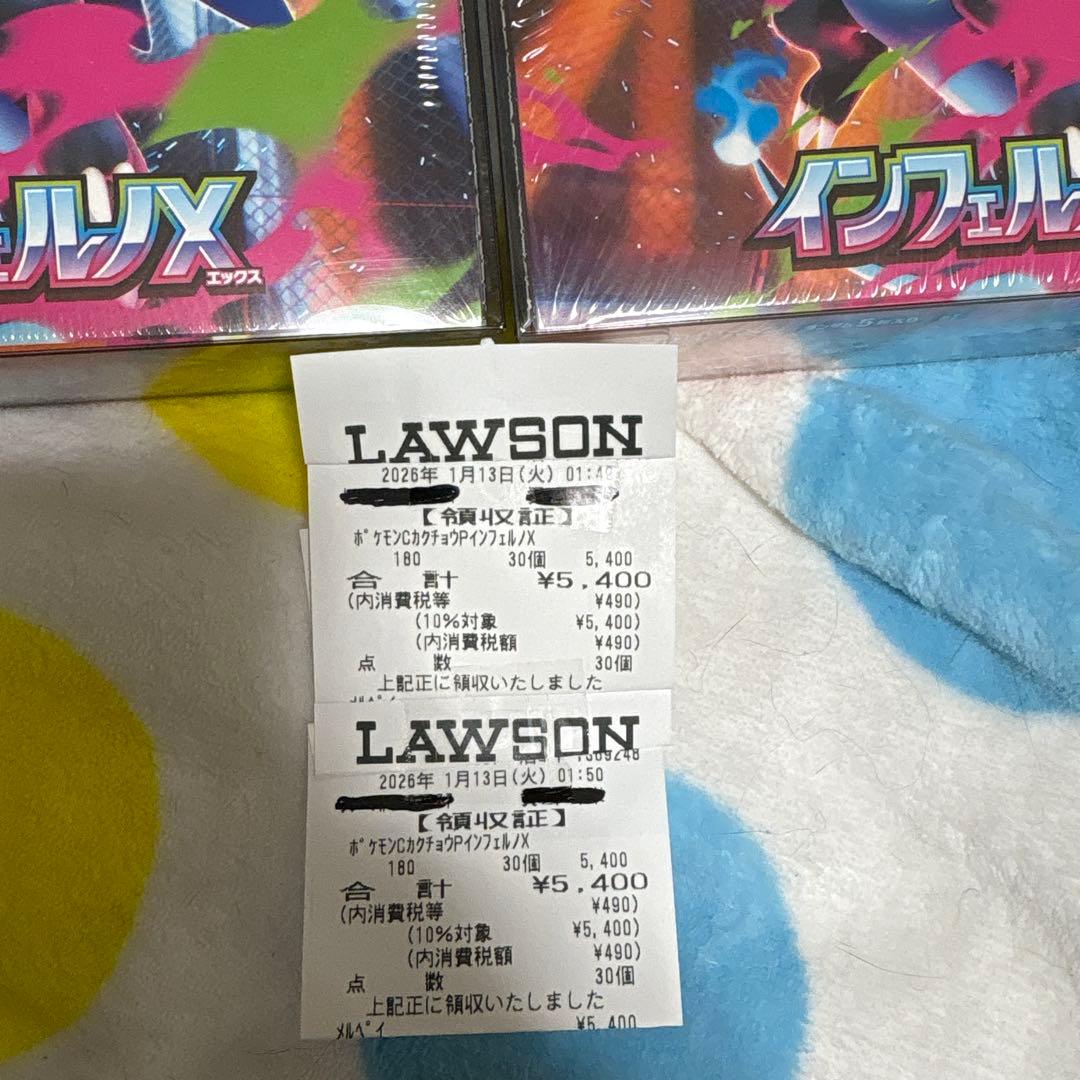 ェルノX
エックス
インフェルノ
LAWSON
2026年 1月13日(火) 01:49
【領収証】
ポケモンCカクチョウPインフェルノX
180 30個 5,400
合 計 ¥5,400
(内消費税等 ¥490)
(10%対象 ¥5,400)
(内消費税額 ¥490)
点 数 30個
上記正に領収いたしました
メルペイ
LAWSON
2026年 1月13日(火) 01:50
【領収証】
ポケモンCカクチョウPインフェルノX
180 30個 5,400
合 計 ¥5,400
(内消費税等 ¥490)
(10%対象 ¥5,400)
(内消費税額 ¥490)
点 数 30個
上記正に領収いたしました
メルペイ ¥5,400